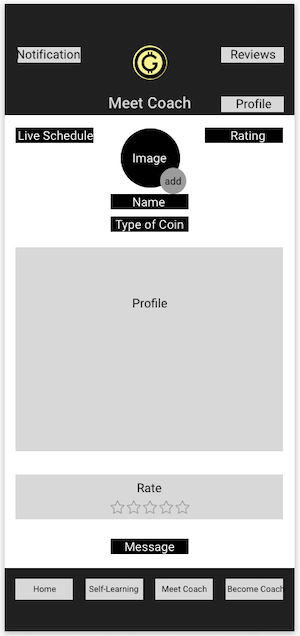 Notification
Reviews
G
Meet Coach
Profile
Live Schedule
Rating
Image
add
Name
Type of Coin
Profile
Rate
Message
Home
Self-Learning
Meet Coach
Become Coach